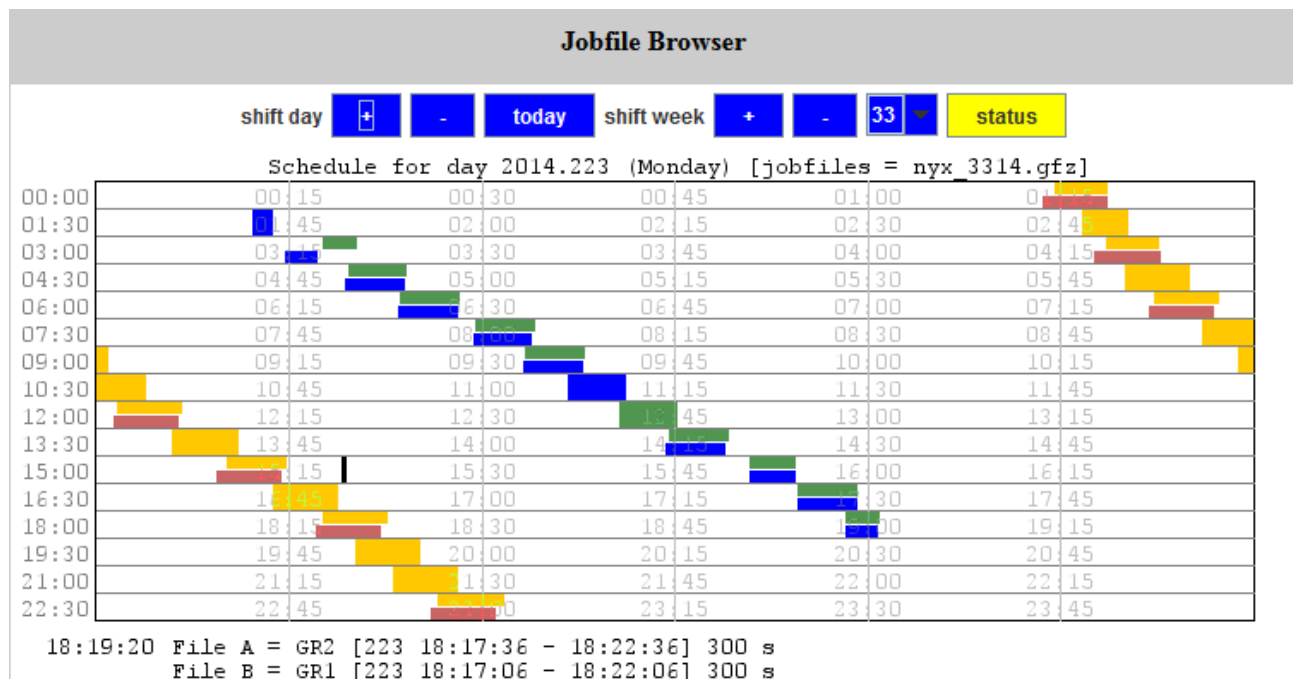 Jobfile Browser
shift day + - today shift week + - 33 status
Schedule for day 2014.223 (Monday) [jobfiles = nyx_3314.gfz]
00:00 00:15 00:30 00:45 01:00 01:15
01:30 01:45 02:00 02:15 02:30 02:45
03:00 03:15 03:45 04:00 04:15
04:30 04:45 05:00 05:15 05:30 05:45
06:00 06:15 06:30 06:45 07:00 07:15
07:30 07:45 08:00 08:15 08:30 08:45
09:00 09:15 09:30 09:45 10:00 10:15
10:30 10:45 11:00 11:15 11:30 11:45
12:00 12:15 12:30 12:45 13:00 13:15
13:30 13:45 14:00 14:15 14:30 14:45
15:00 15:15 15:30 15:45 16:00 16:15
16:30 16:45 17:00 17:15 17:30 17:45
18:00 18:15 18:30 18:45 19:00 19:15
19:30 19:45 20:00 20:15 20:30 20:45
21:00 21:15 21:30 21:45 22:00 22:15
22:30 22:45 23:00 23:15 23:30 23:45
18:19:20 File A = GR2 [223 18:17:36 - 18:22:36] 300 s
File B = GR1 [223 18:17:06 - 18:22:06] 300 s